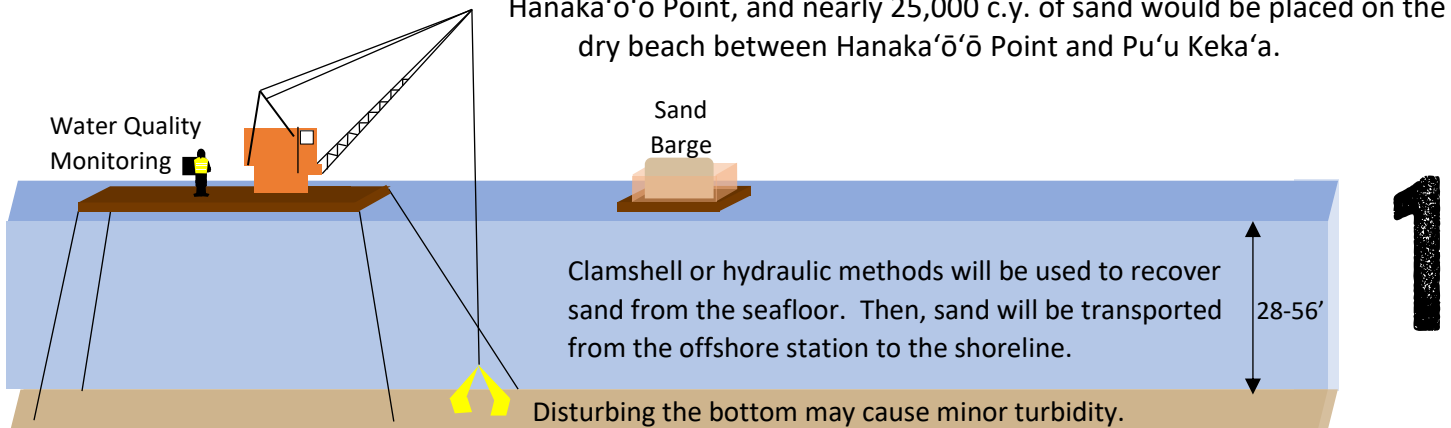 Hanakaʻōʻō Point, and nearly 25,000 c.y. of sand would be placed on the
dry beach between Hanakaʻōʻō Point and Puʻu Kekaʻa.
Water Quality
Monitoring
Sand
Barge
Clamshell or hydraulic methods will be used to recover
sand from the seafloor.  Then, sand will be transported
from the offshore station to the shoreline.
28-56’
1
Disturbing the bottom may cause minor turbidity.